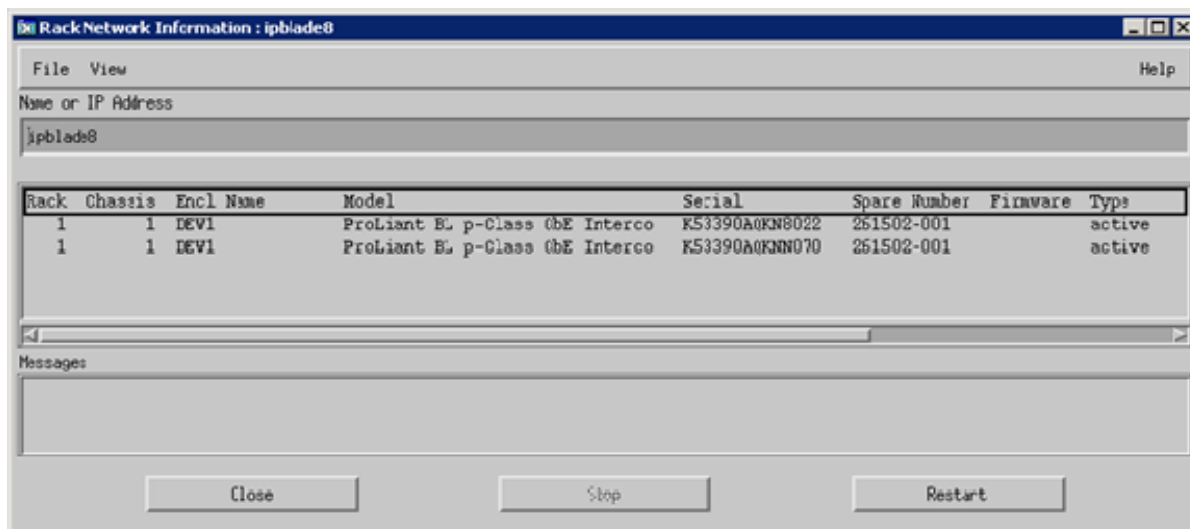 Rack Network Information : ipblade8
File View Help
Name or IP Address
ipblade8
Rack Chassis Encl Name Model Serial Spare Number Firmware Type
1 1 DEV1 ProLiant BL p-Class GbE Interco K53390A0KN8022 261502-001 active
1 1 DEV1 ProLiant BL p-Class GbE Interco K53390A0KNN070 261502-001 active
Messages
Close Stop Restart